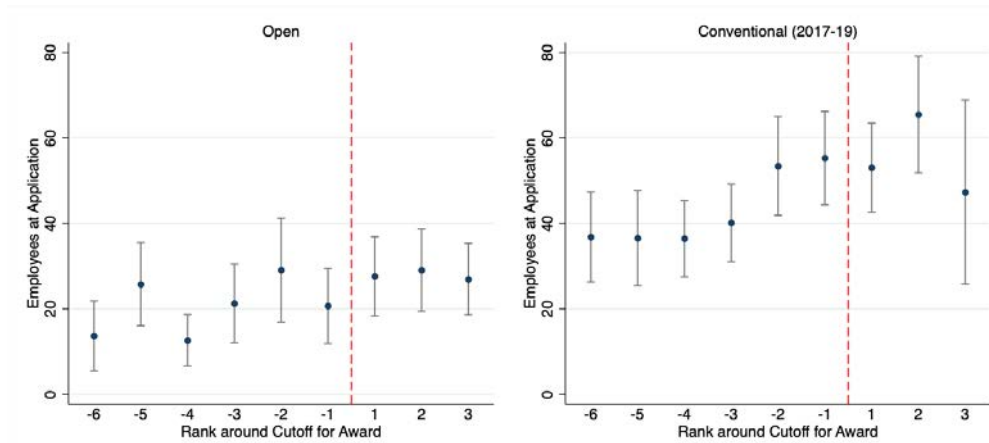 Open
Employees at Application
80
60
40
20
0
-6 -5 -4 -3 -2 -1 1 2 3
Rank around Cutoff for Award
Conventional (2017-19)
Employees at Application
80
60
40
20
0
-6 -5 -4 -3 -2 -1 1 2 3
Rank around Cutoff for Award